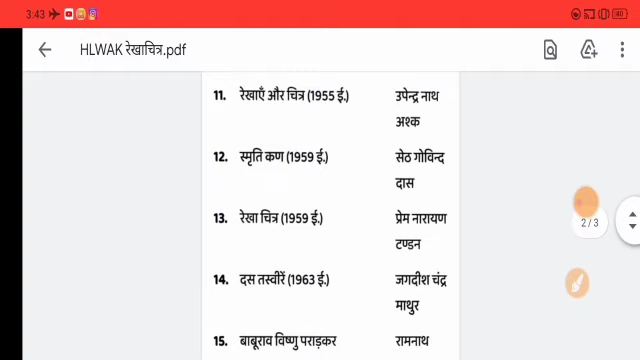 3:43
40
HLWAK रेखाचित्र.pdf
11. रेखाएँ और चित्र (1955 ई.) उपेन्द्र नाथ
अश्क
12. स्मृति कण (1959 ई.) सेठ गोविन्द
दास
2/3
13. रेखा चित्र (1959 ई.) प्रेम नारायण
टण्डन
14. दस तस्वीरें (1963 ई.) जगदीश चंद्र
माथुर
15. बाबूराव विष्णु पराड़कर रामनाथ